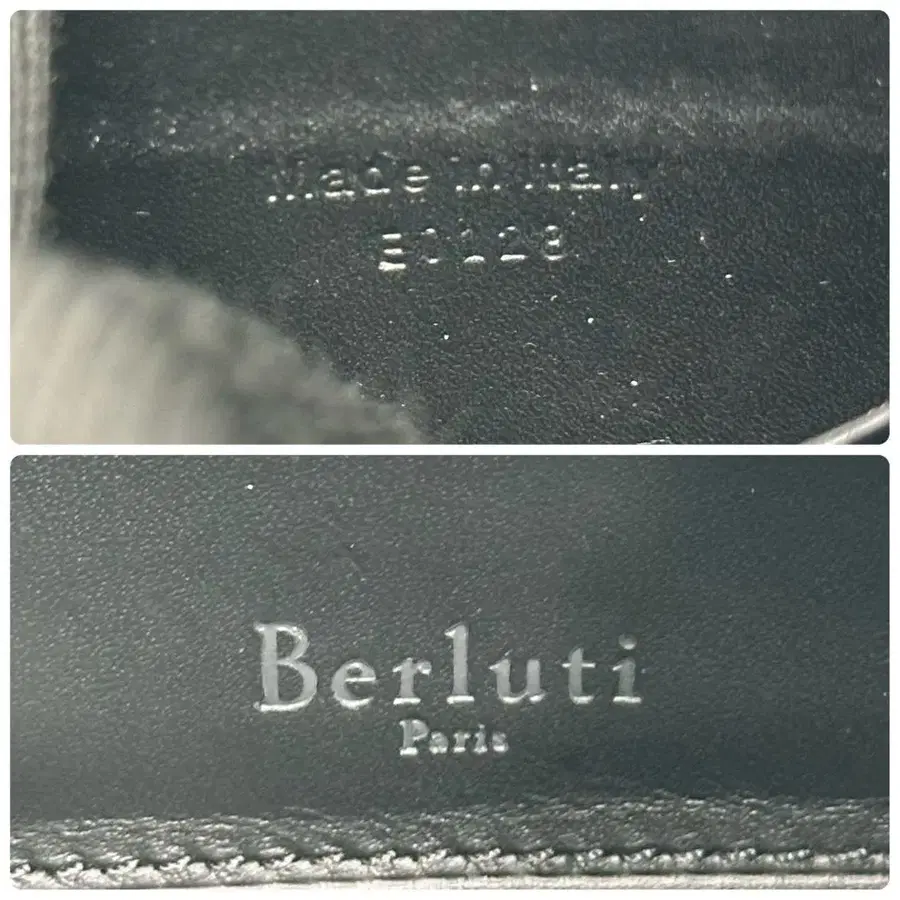 Made in Italy
E0128
Berluti
Paris